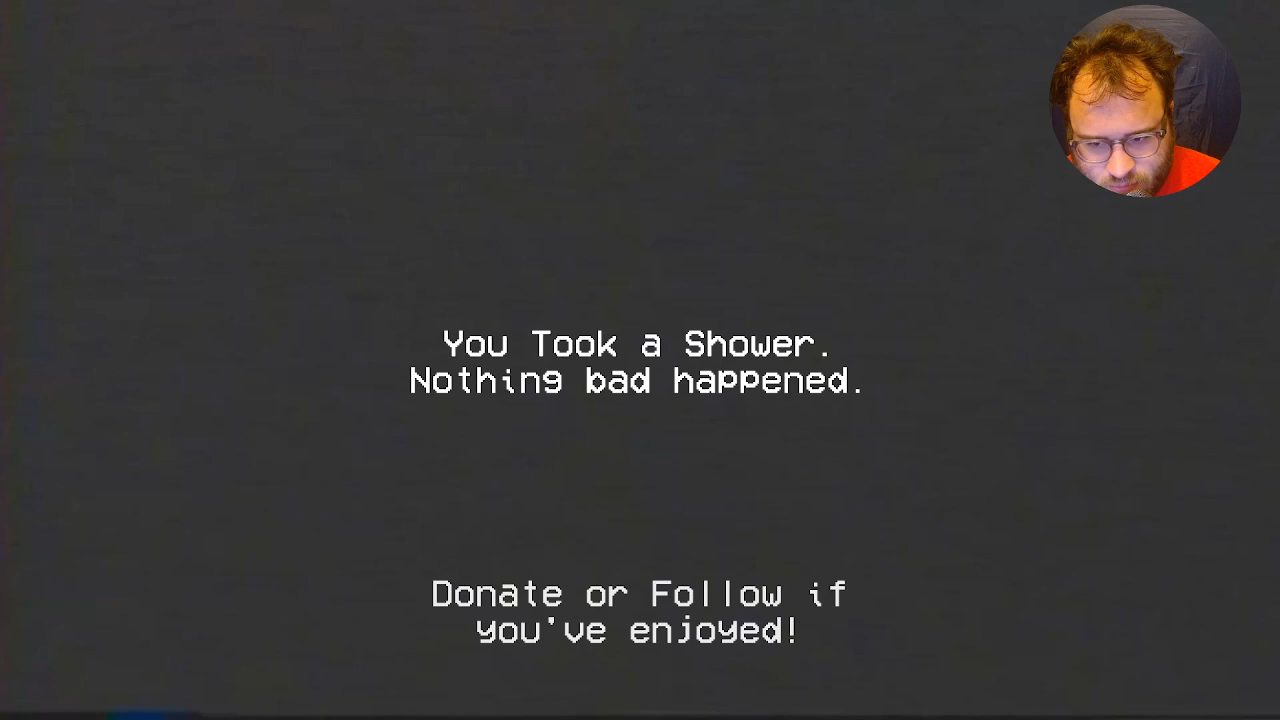 You Took a Shower.
Nothing bad happened.
Donate or Follow if
you've enjoyed!